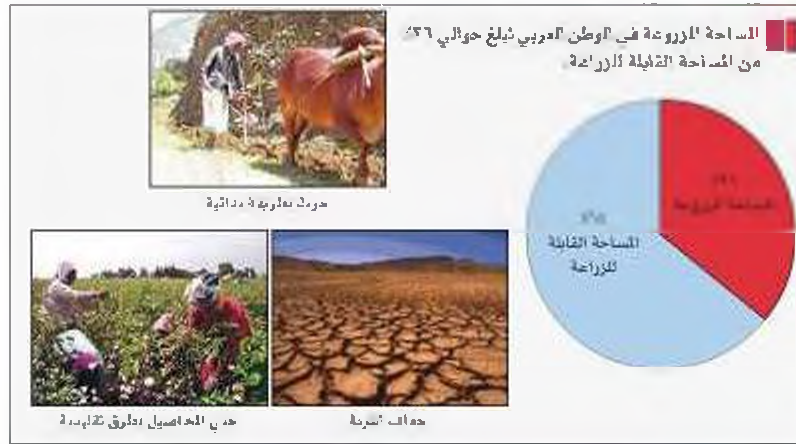 المساحة المزروعة في الوطن العربي تبلغ حوالي ٣٦٪
من المساحة القابلة للزراعة.
المساحة المزروعة
المساحة القابلة
للزراعة
حرث بطريقة بدائية
جفاف التربة
جني المحاصيل بطرق تقليدية